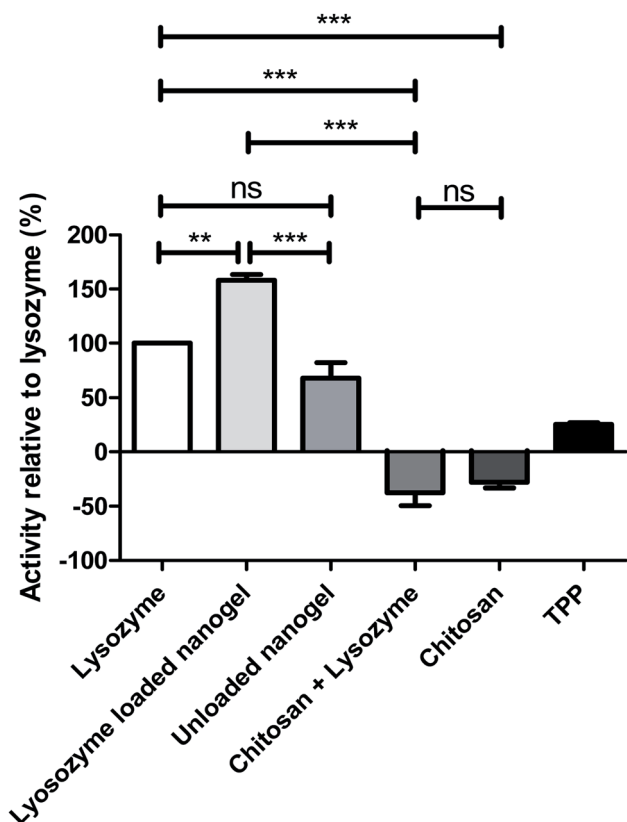 ***
***
***
ns
ns
**
***
Activity relative to lysozyme (%)
200
150
100
50
0
-50
-100
Lysozyme
Lyosozyme loaded nanogel
Unloaded nanogel
Chitosan + Lysozyme
Chitosan
TPP